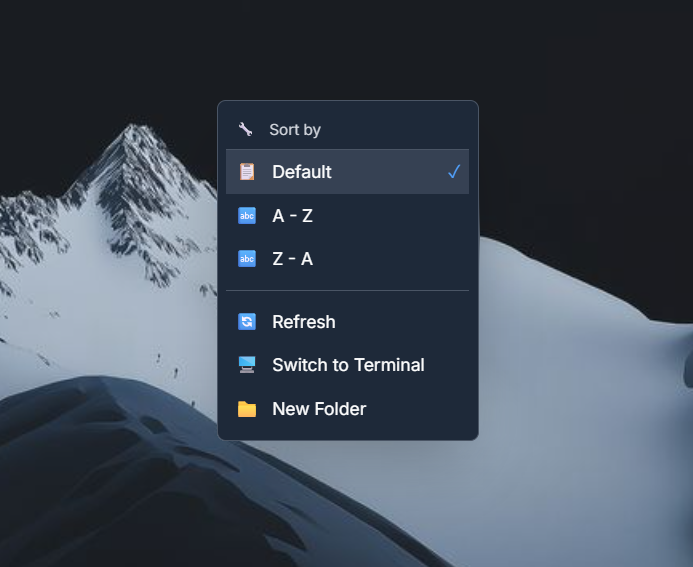 Sort by
Default
abc A - Z
abc Z - A
Refresh
Switch to Terminal
New Folder